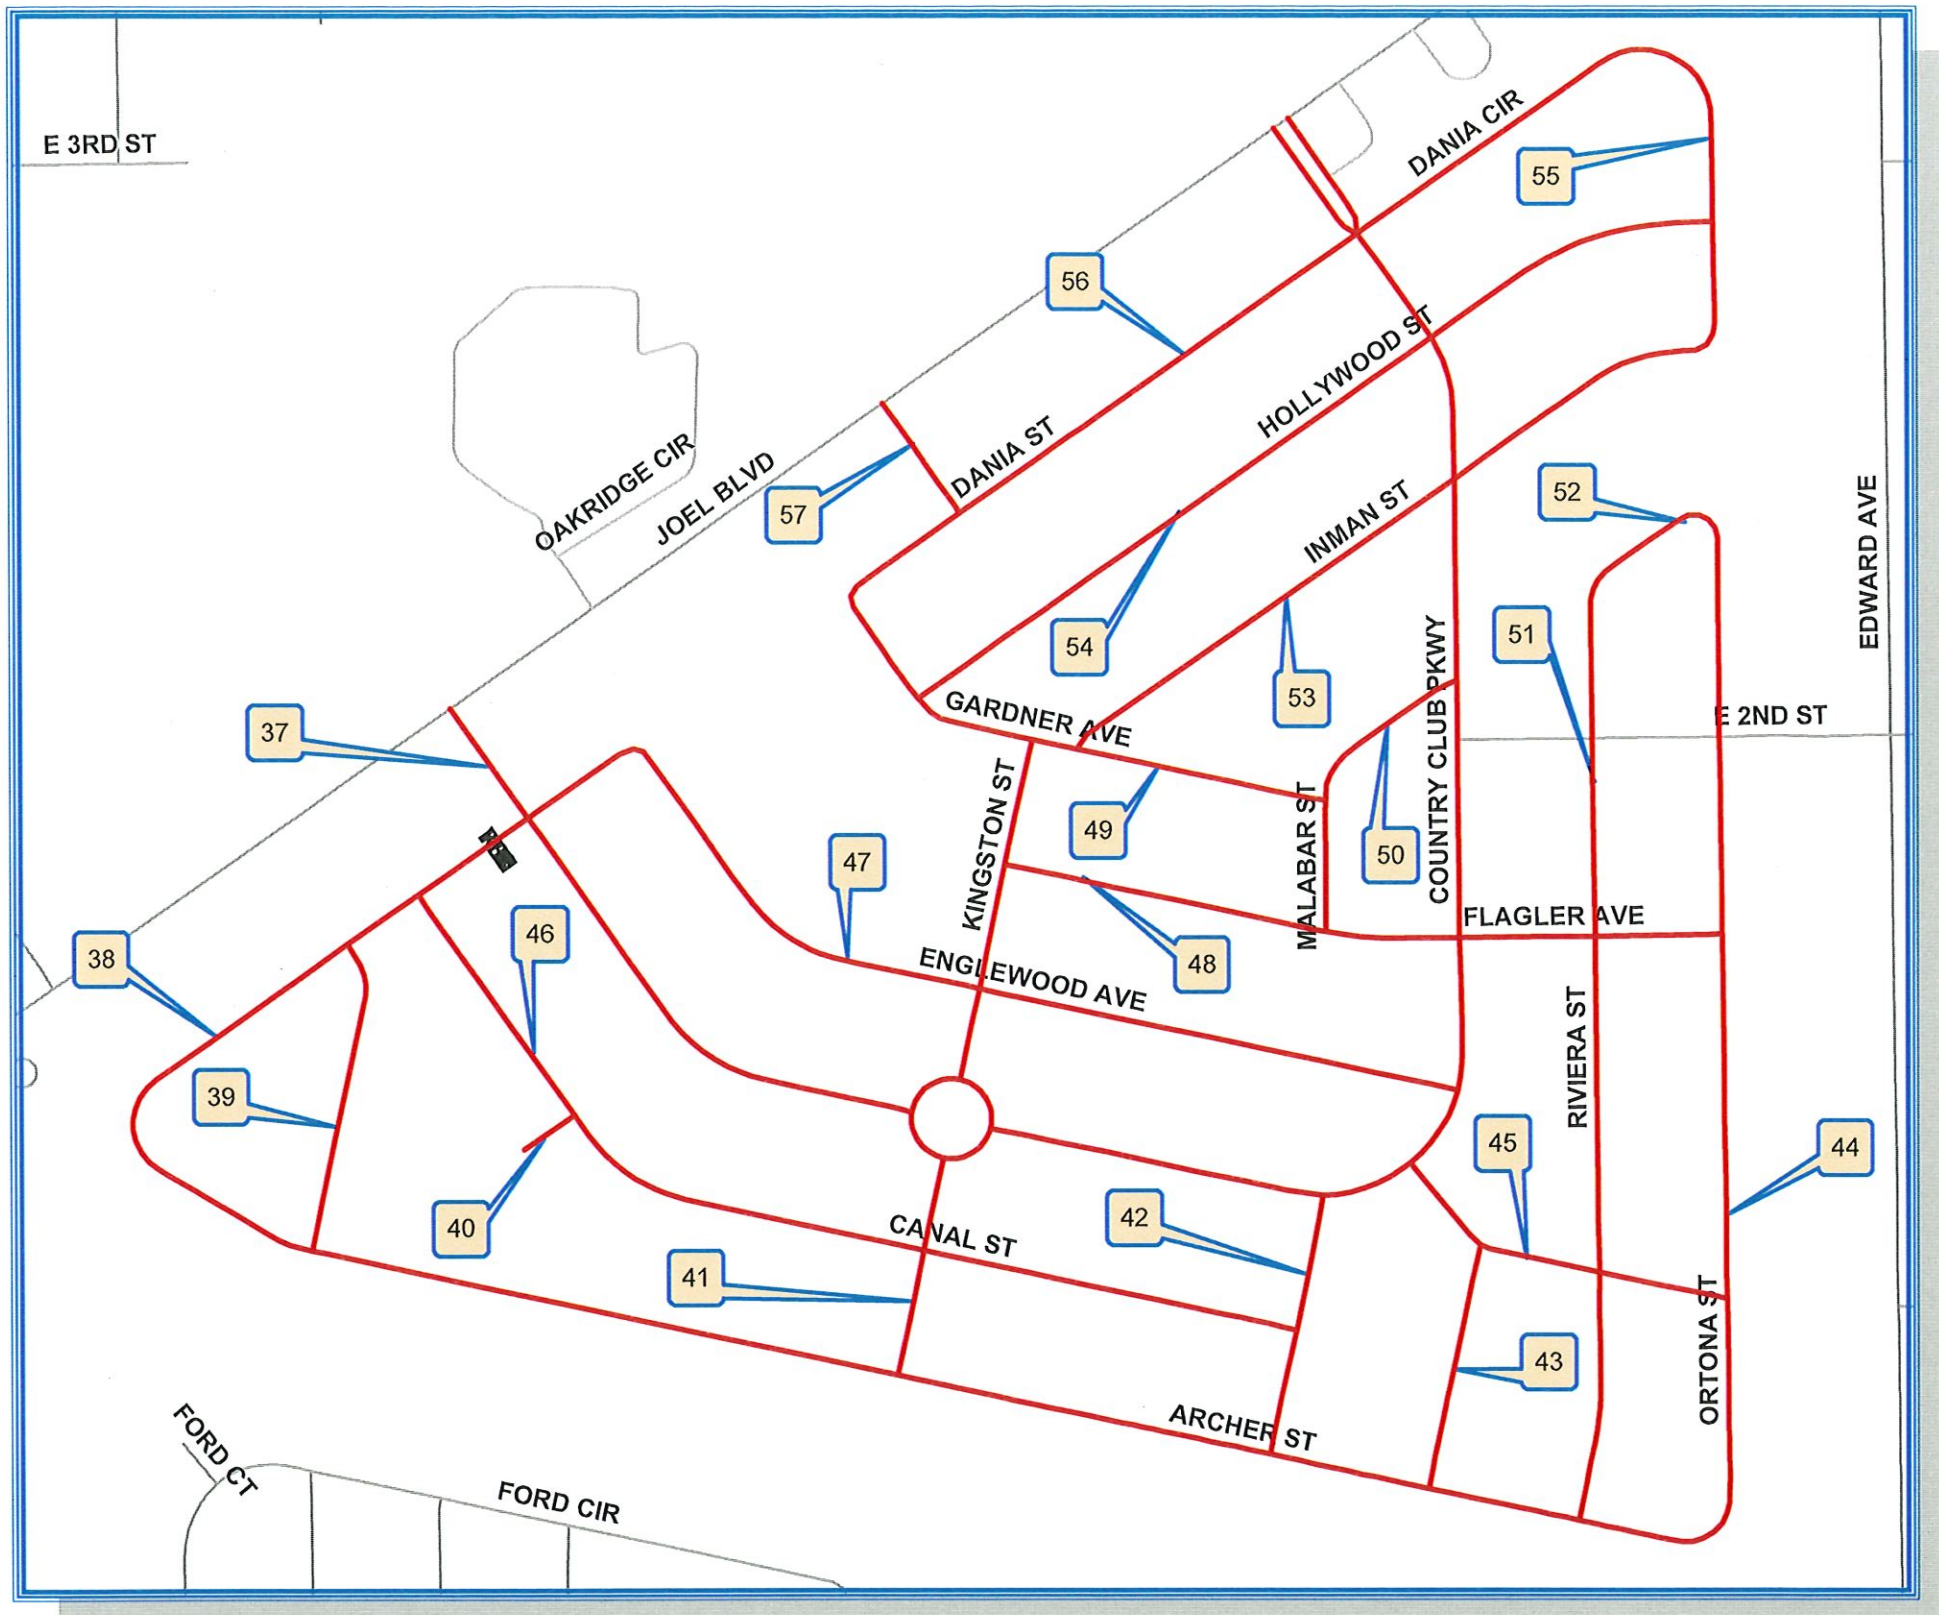 E 3RD ST
DANIA CIR
55
56
HOLLYWOOD ST
OAKRIDGE CIR
JOEL BLVD
57
DANIA ST
INMAN ST
52
EDWARD AVE
54
53
51
COUNTRY CLUB PKWY
37
GARDNER AVE
E 2ND ST
KINGSTON ST
49
MALABAR ST
50
47
FLAGLER AVE
46
38
48
ENGLEWOOD AVE
RIVIERA ST
39
45
44
40
42
CANAL ST
41
ORTONA ST
43
ARCHER ST
FORD CT
FORD CIR